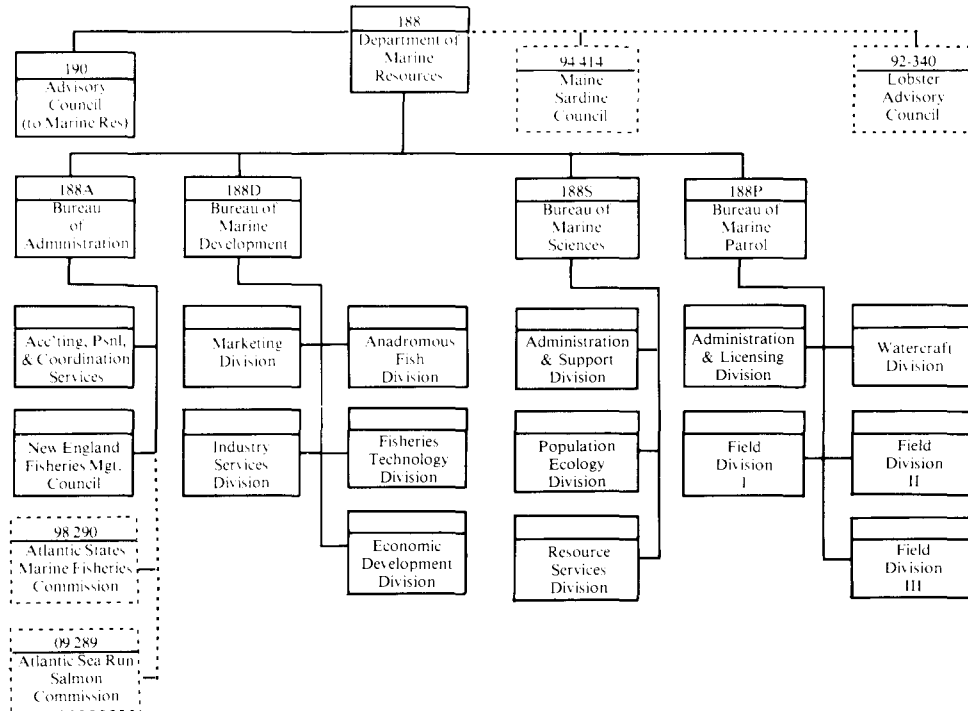 188
Department of
Marine
Resources
190
Advisory
Council
(to Marine Res)
94 414
Maine
Sardine
Council
92-340
Lobster
Advisory
Council
188A
Bureau
of
Administration
188D
Bureau of
Marine
Development
188S
Bureau of
Marine
Sciences
188P
Bureau of
Marine
Patrol
Acc'ting, Psnl,
& Coordination
Services
Marketing
Division
Anadromous
Fish
Division
Administration
& Support
Division
Administration
& Licensing
Division
Watercraft
Division
New England
Fisheries Mgt.
Council
Industry
Services
Division
Fisheries
Technology
Division
Population
Ecology
Division
Field
Division
I
Field
Division
II
98 290
Atlantic States
Marine Fisheries
Commission
Economic
Development
Division
Resource
Services
Division
Field
Division
III
09 289
Atlantic Sea Run
Salmon
Commission